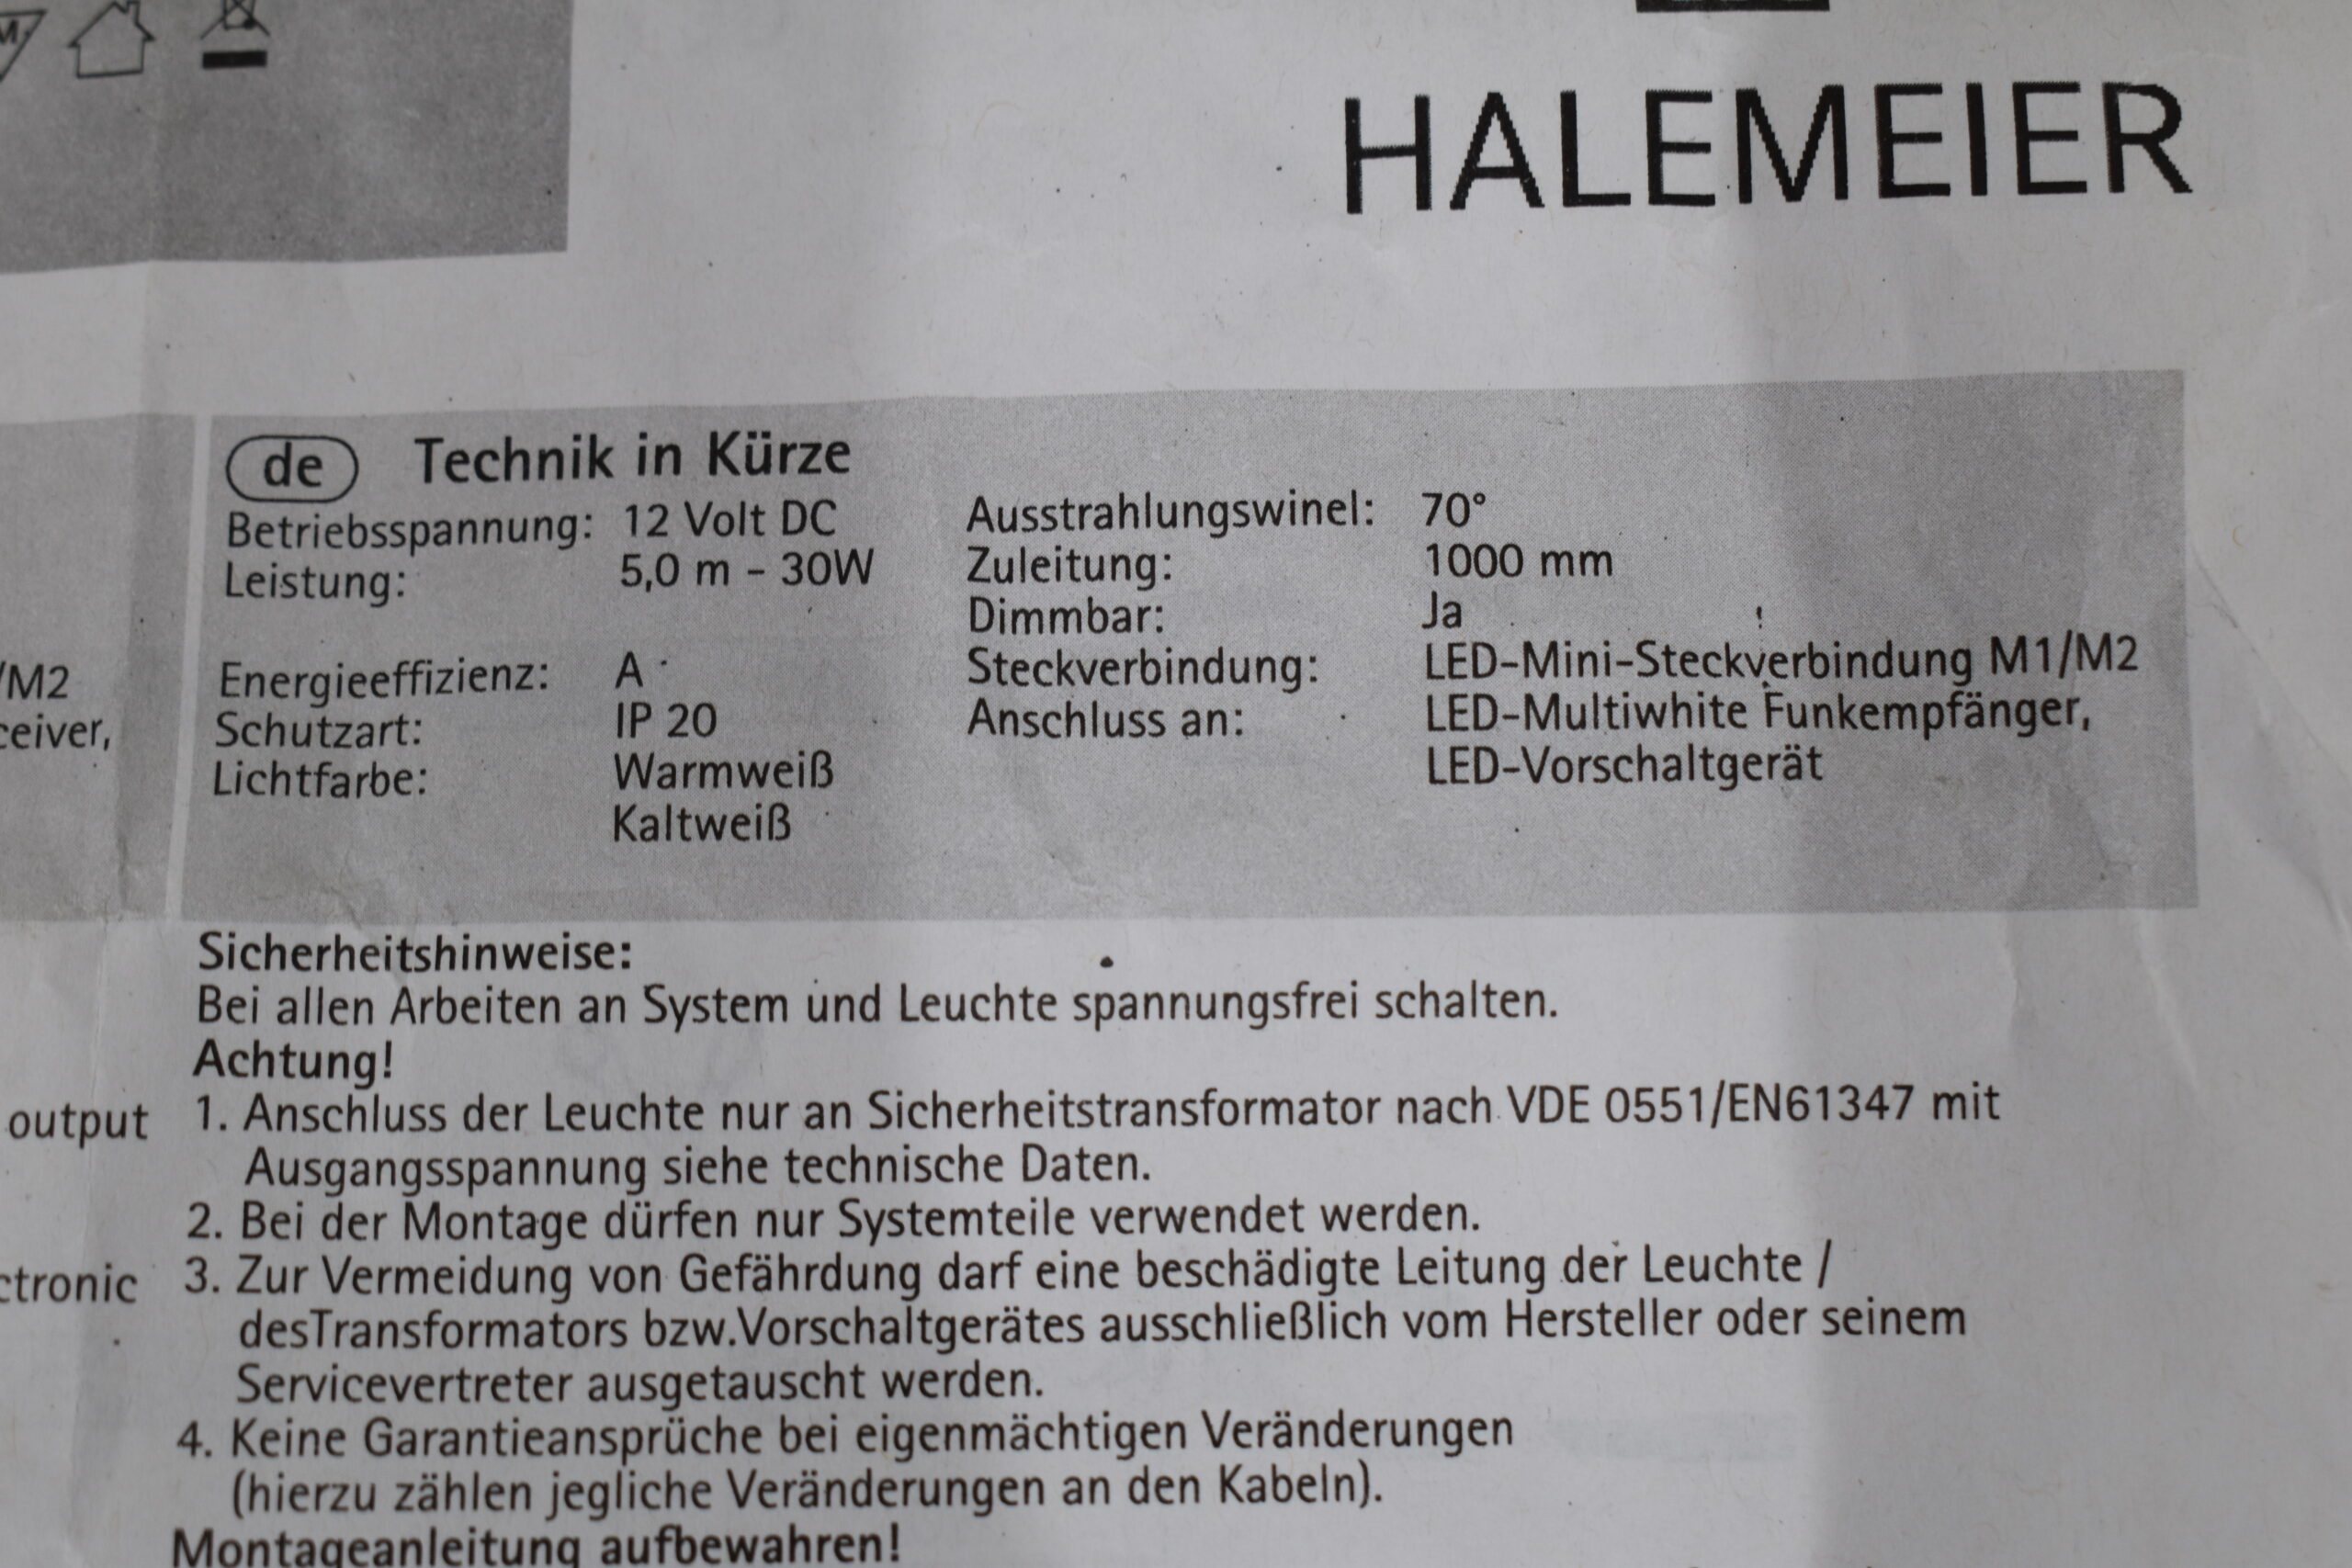 HALEMEIER
de Technik in Kürze
Betriebsspannung: 12 Volt DC
Leistung: 5,0 m - 30W
Energieeffizienz: A
Schutzart: IP 20
Lichtfarbe: Warmweiß
Kaltweiß
Ausstrahlungswinel: 70°
Zuleitung: 1000 mm
Dimmbar: Ja
Steckverbindung: LED-Mini-Steckverbindung M1/M2
Anschluss an: LED-Multiwhite Funkempfänger,
LED-Vorschaltgerät
/M2
ceiver,
output
ctronic
Sicherheitshinweise:
Bei allen Arbeiten an System und Leuchte spannungsfrei schalten.
Achtung!
1. Anschluss der Leuchte nur an Sicherheitstransformator nach VDE 0551/EN61347 mit
Ausgangsspannung siehe technische Daten.
2. Bei der Montage dürfen nur Systemteile verwendet werden.
3. Zur Vermeidung von Gefährdung darf eine beschädigte Leitung der Leuchte /
desTransformators bzw.Vorschaltgerätes ausschließlich vom Hersteller oder seinem
Servicevertreter ausgetauscht werden.
4. Keine Garantieansprüche bei eigenmächtigen Veränderungen
(hierzu zählen jegliche Veränderungen an den Kabeln).
Montageanleitung aufbewahren!